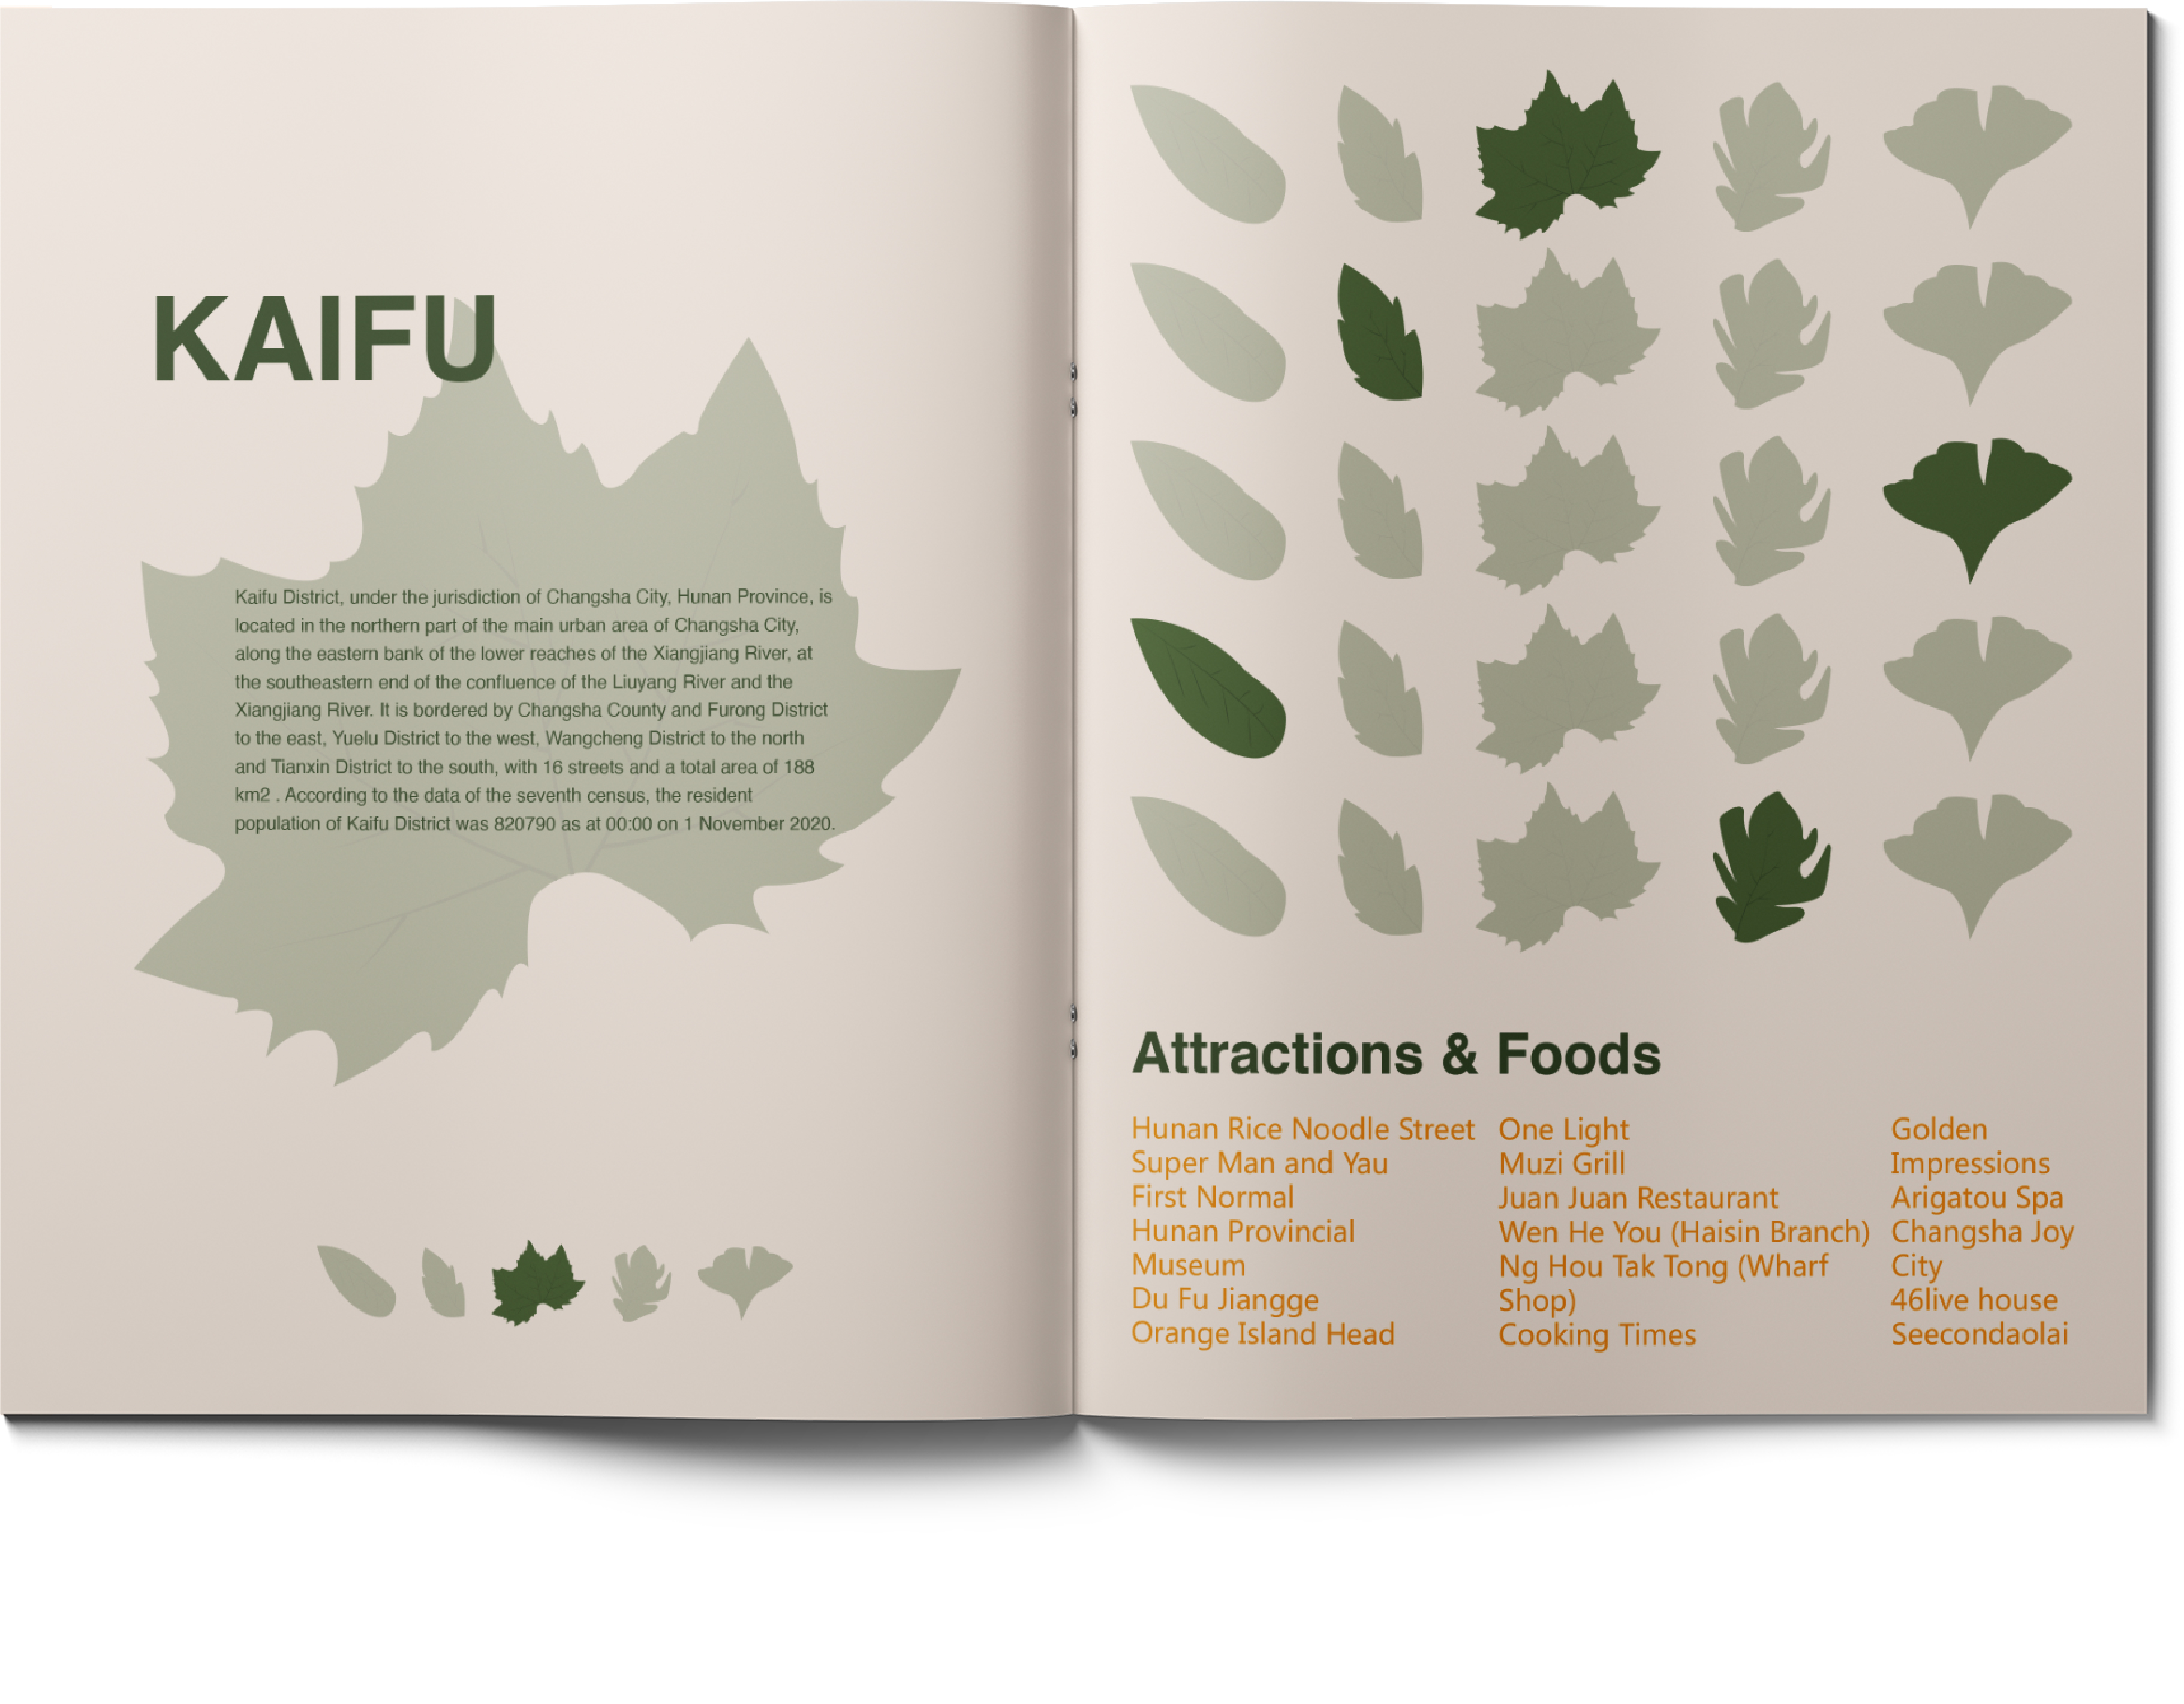 KAIFU
Kaifu District, under the jurisdiction of Changsha City, Hunan Province, is
located in the northern part of the main urban area of Changsha City,
along the eastern bank of the lower reaches of the Xiangjiang River, at
the southeastern end of the confluence of the Liuyang River and the
Xiangjiang River. It is bordered by Changsha County and Furong District
to the east, Yuelu District to the west, Wangcheng District to the north
and Tianxin District to the south, with 16 streets and a total area of 188
km2 . According to the data of the seventh census, the resident
population of Kaifu District was 820790 as at 00:00 on 1 November 2020.
Attractions & Foods
Hunan Rice Noodle Street
Super Man and Yau
First Normal
Hunan Provincial
Museum
Du Fu Jiangge
Orange Island Head
One Light
Muzi Grill
Juan Juan Restaurant
Wen He You (Haisin Branch)
Ng Hou Tak Tong (Wharf
Shop)
Cooking Times
Golden
Impressions
Arigatou Spa
Changsha Joy
City
46live house
Seecondaolai